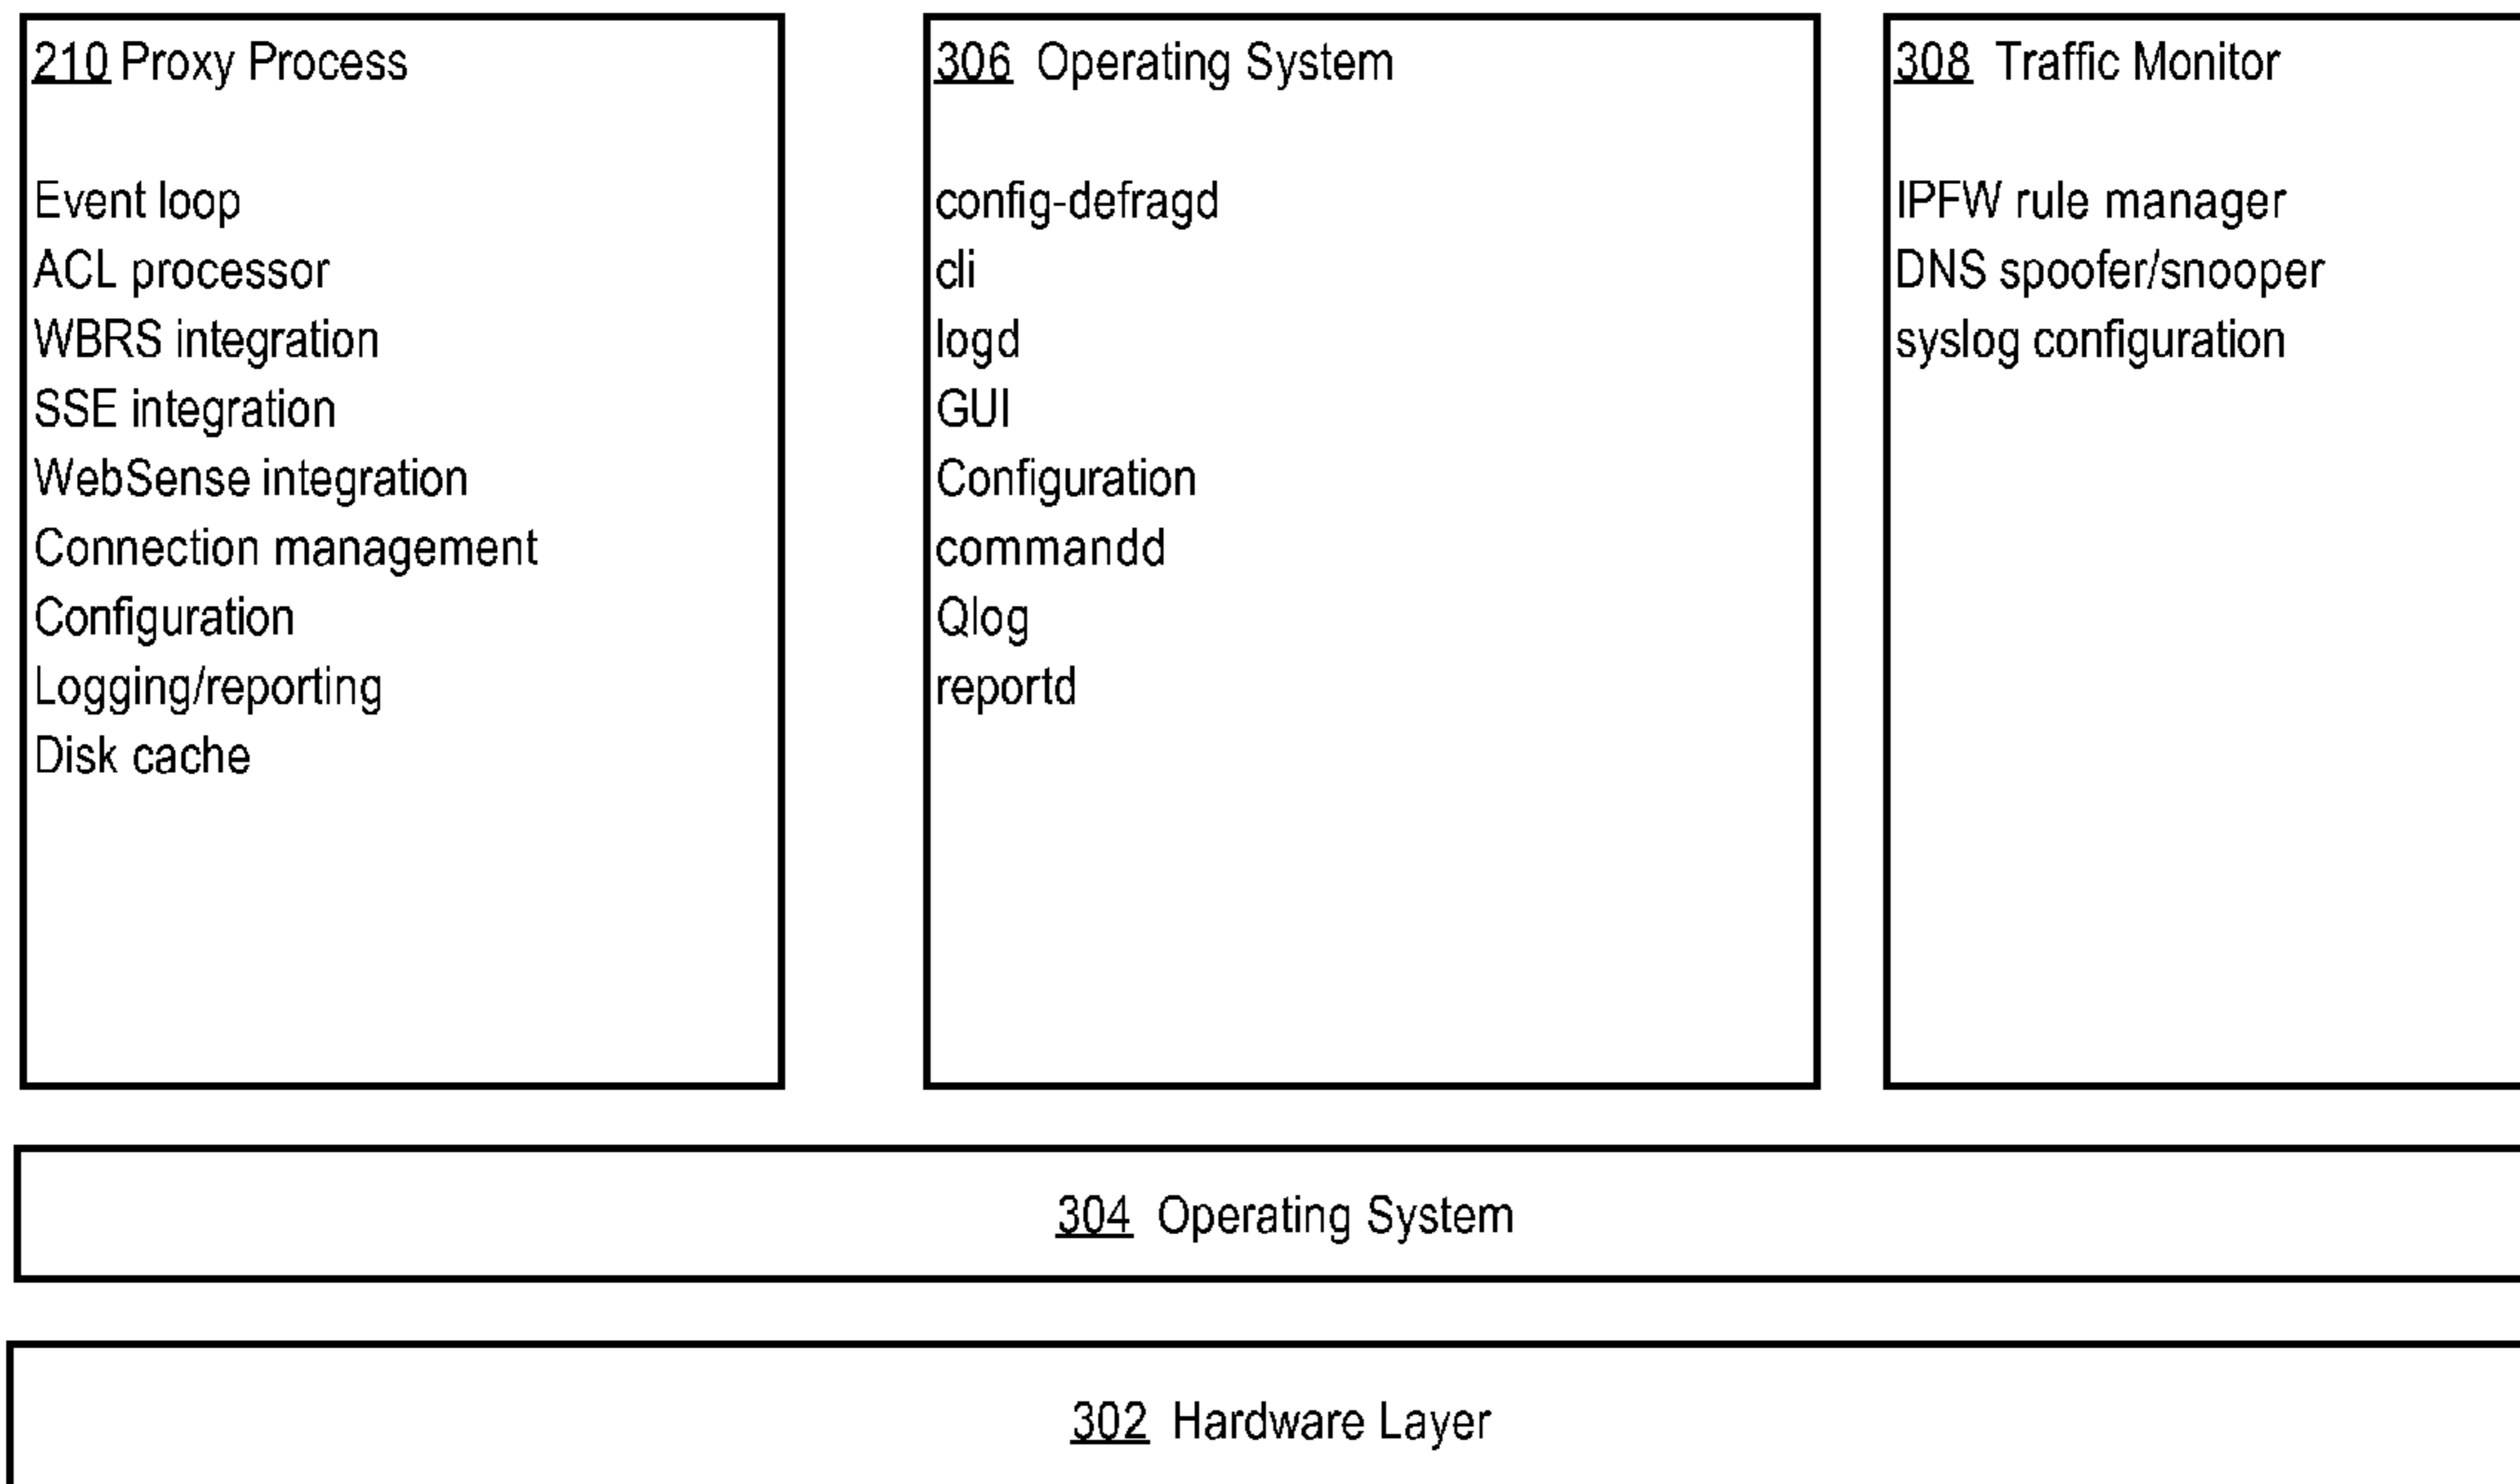 210 Proxy Process
Event loop
ACL processor
WBRS integration
SSE integration
WebSense integration
Connection management
Configuration
Logging/reporting
Disk cache
306 Operating System
config-defragd
cli
logd
GUI
Configuration
commandd
Qlog
reportd
308 Traffic Monitor
IPFW rule manager
DNS spoofer/snooper
syslog configuration
304 Operating System
302 Hardware Layer